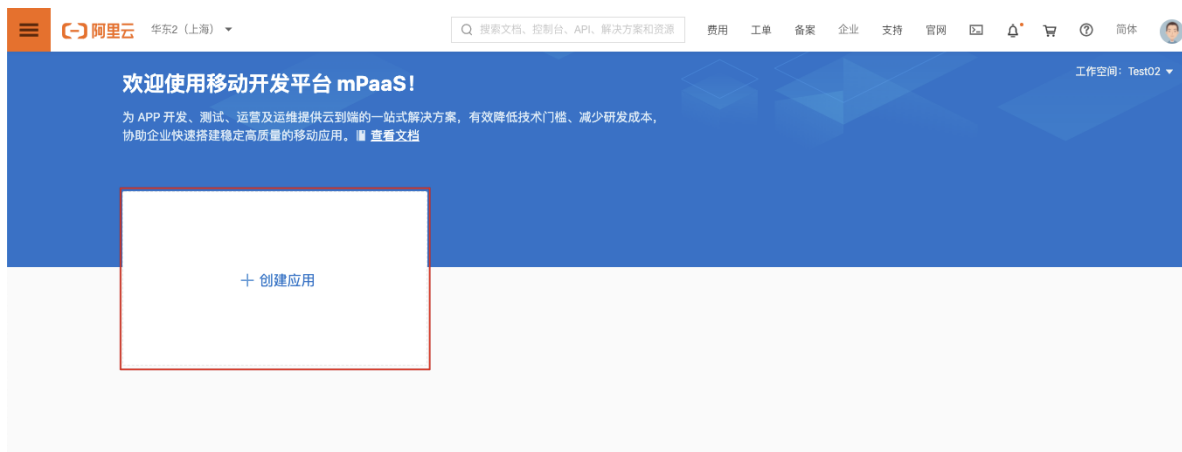 阿里云 华东2（上海） 搜索文档、控制台、API、解决方案和资源 费用 工单 备案 企业 支持 官网 简体
工作空间：Test02
欢迎使用移动开发平台 mPaaS！
为 APP 开发、测试、运营及运维提供云到端的一站式解决方案，有效降低技术门槛、减少研发成本，
协助企业快速搭建稳定高质量的移动应用。 查看文档
＋ 创建应用